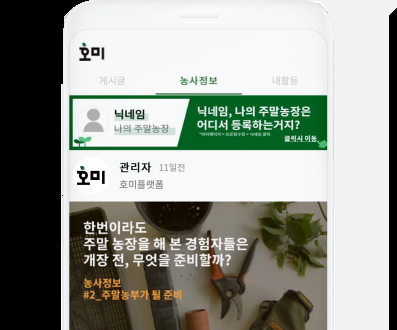 호미
게시글 농사정보 내활동
닉네임
나의 주말농장
닉네임, 나의 주말농장은
어디서 등록하는거지?
클릭시 이동
호미
관리자 11일전
호미플랫폼
한번이라도
주말 농장을 해 본 경험자들은
개장 전, 무엇을 준비할까?
농사정보
#2_주말농부가 될 준비